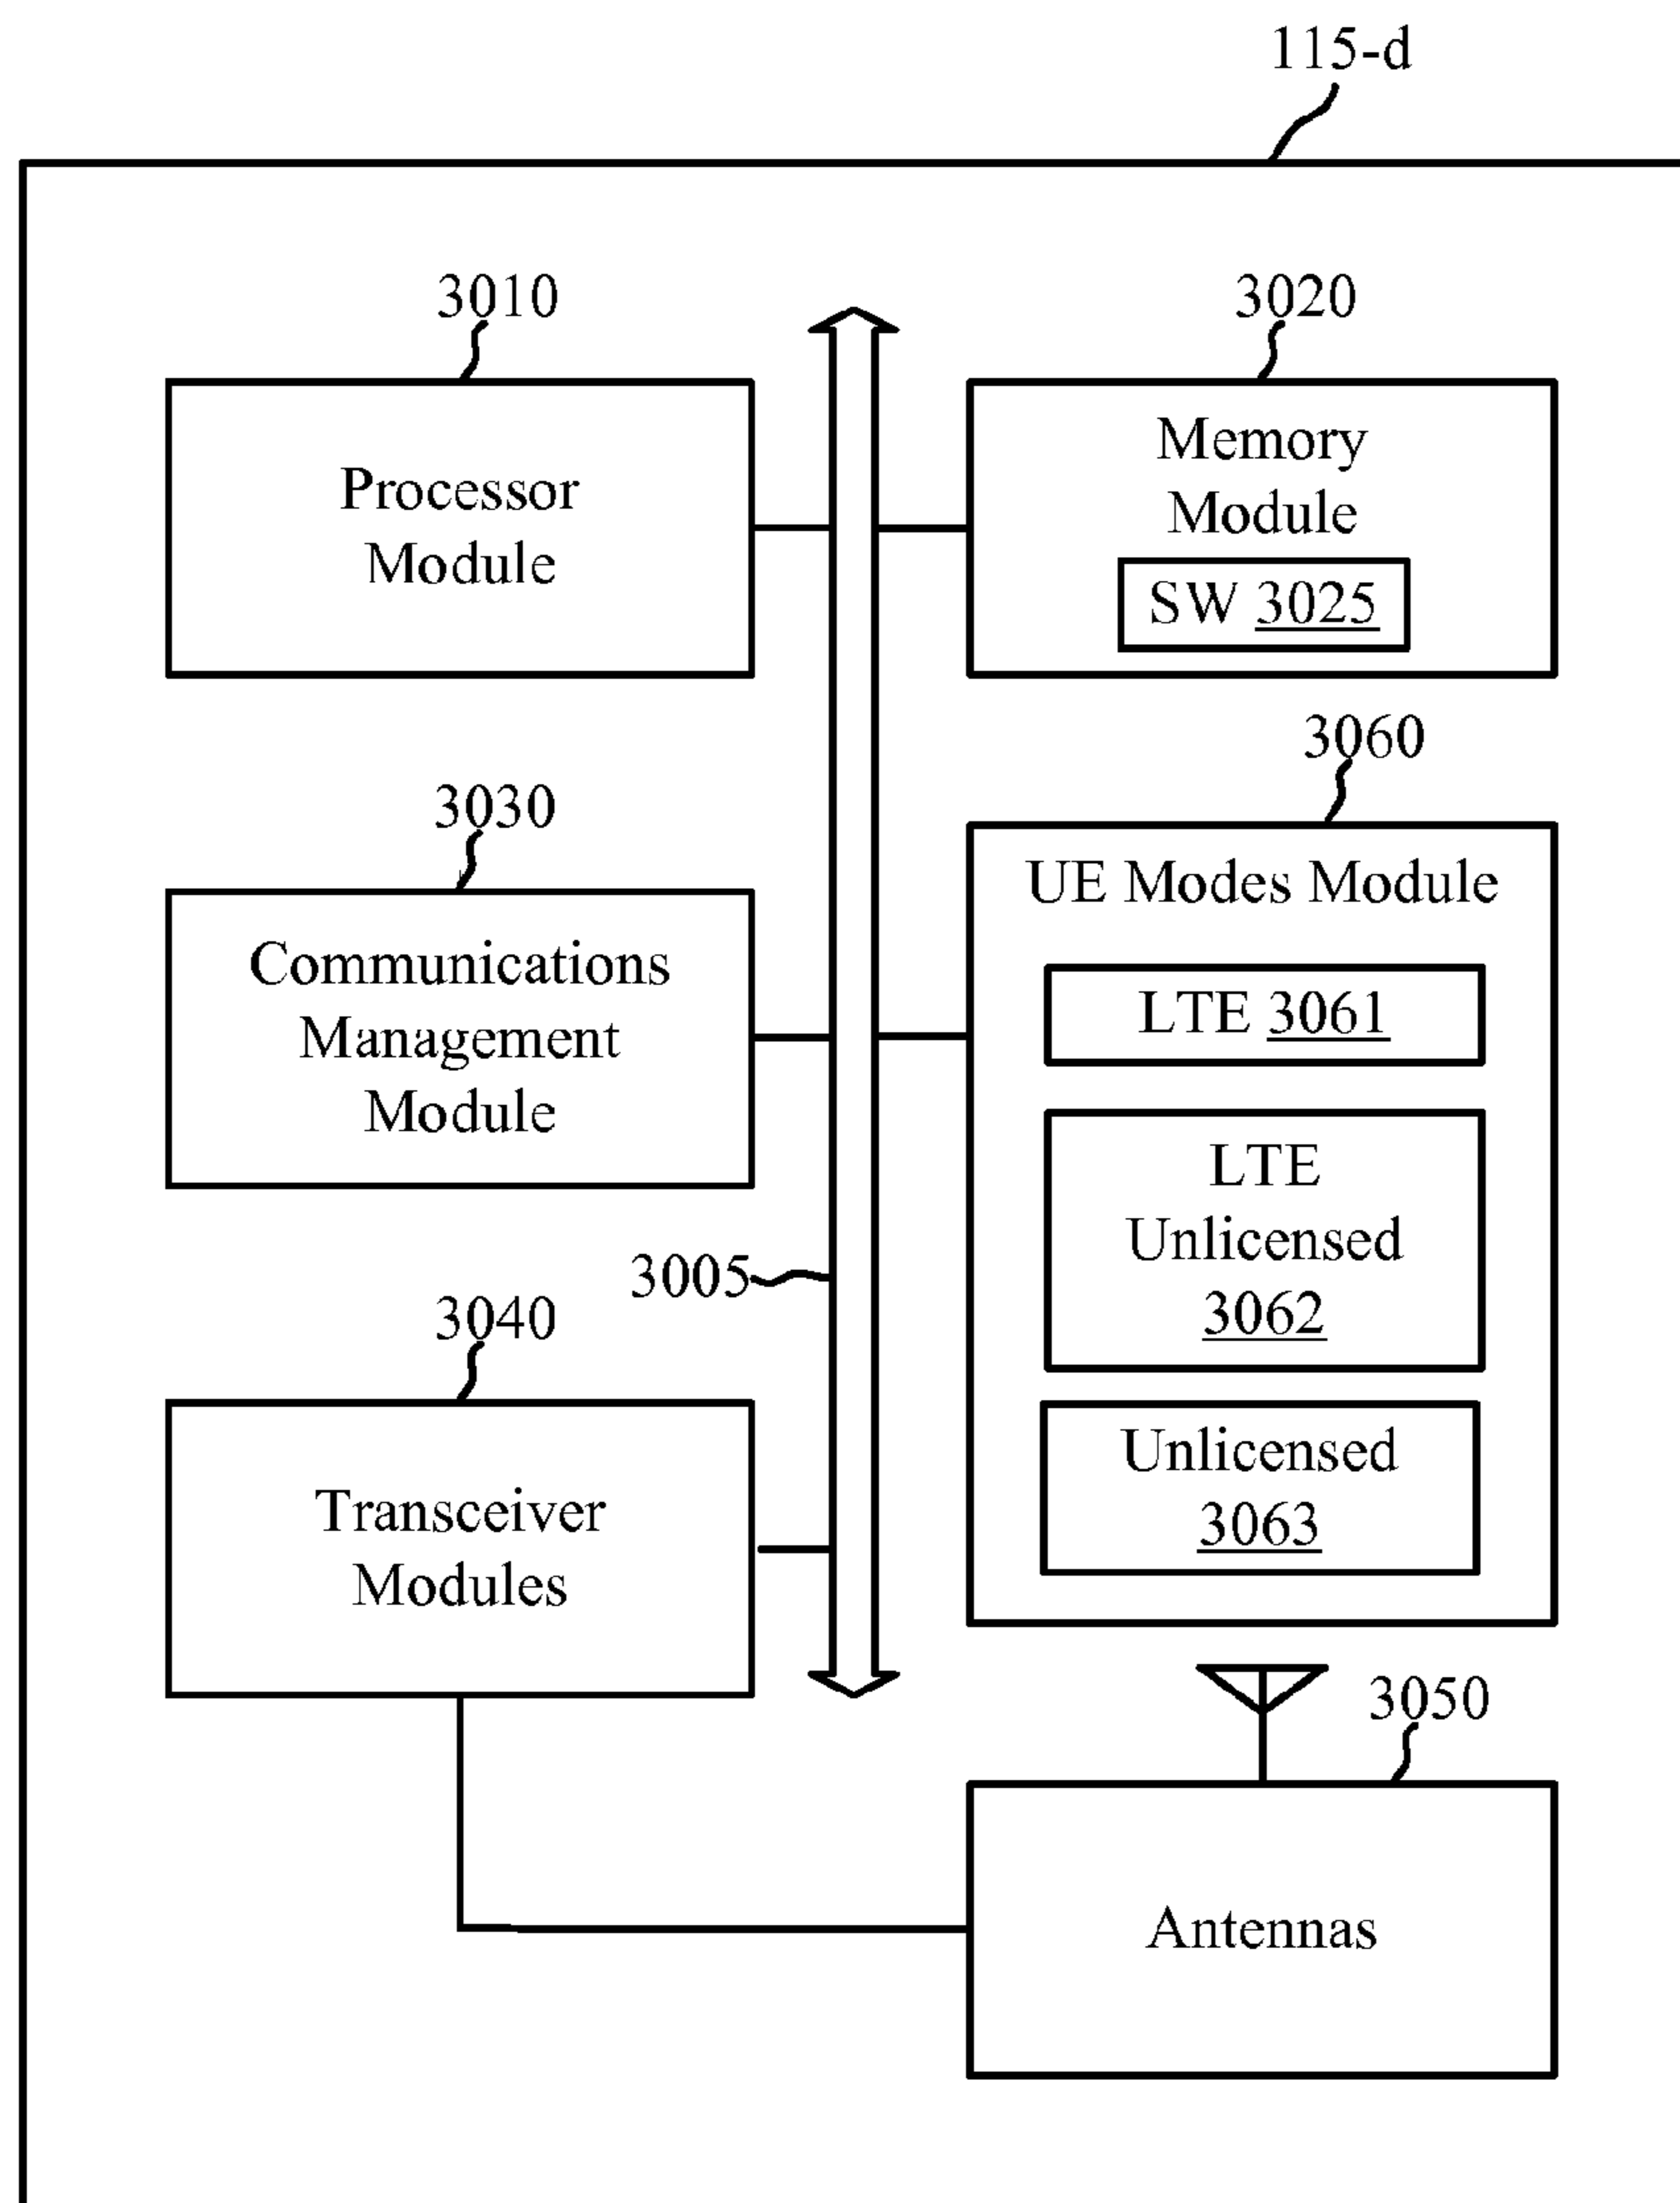 115-d
3010
3020
Processor
Module
Memory
Module
SW 3025
3060
3030
UE Modes Module
Communications
Management
Module
LTE 3061
LTE
Unlicensed
3062
3005
3040
Unlicensed
3063
Transceiver
Modules
3050
Antennas